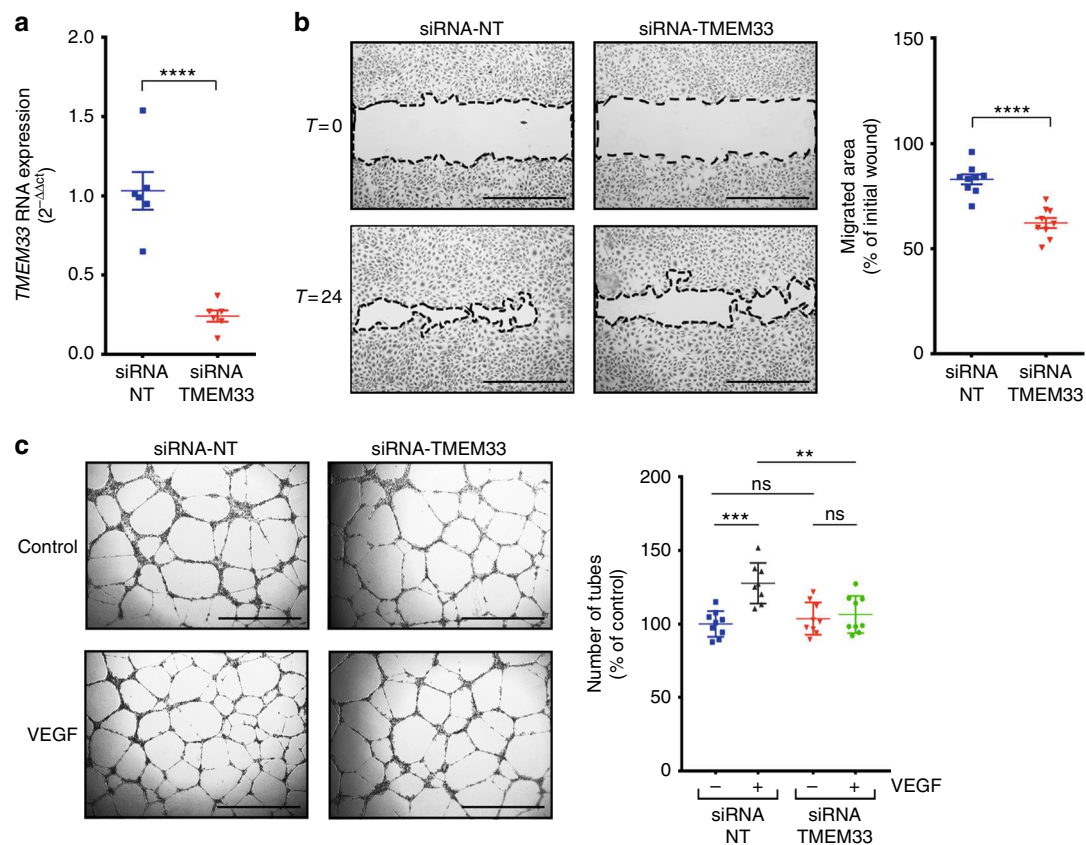 a
2.0
1.5
1.0
0.5
0.0
TMEM33 RNA expression
(2^−ΔΔct)
****
siRNA
NT
siRNA
TMEM33
b
siRNA-NT
siRNA-TMEM33
T=0
T=24
150
100
50
0
Migrated area
(% of initial wound)
****
siRNA
NT
siRNA
TMEM33
c
siRNA-NT
siRNA-TMEM33
Control
VEGF
200
150
100
50
0
Number of tubes
(% of control)
**
ns
***
ns
− + − + VEGF
siRNA
NT
siRNA
TMEM33